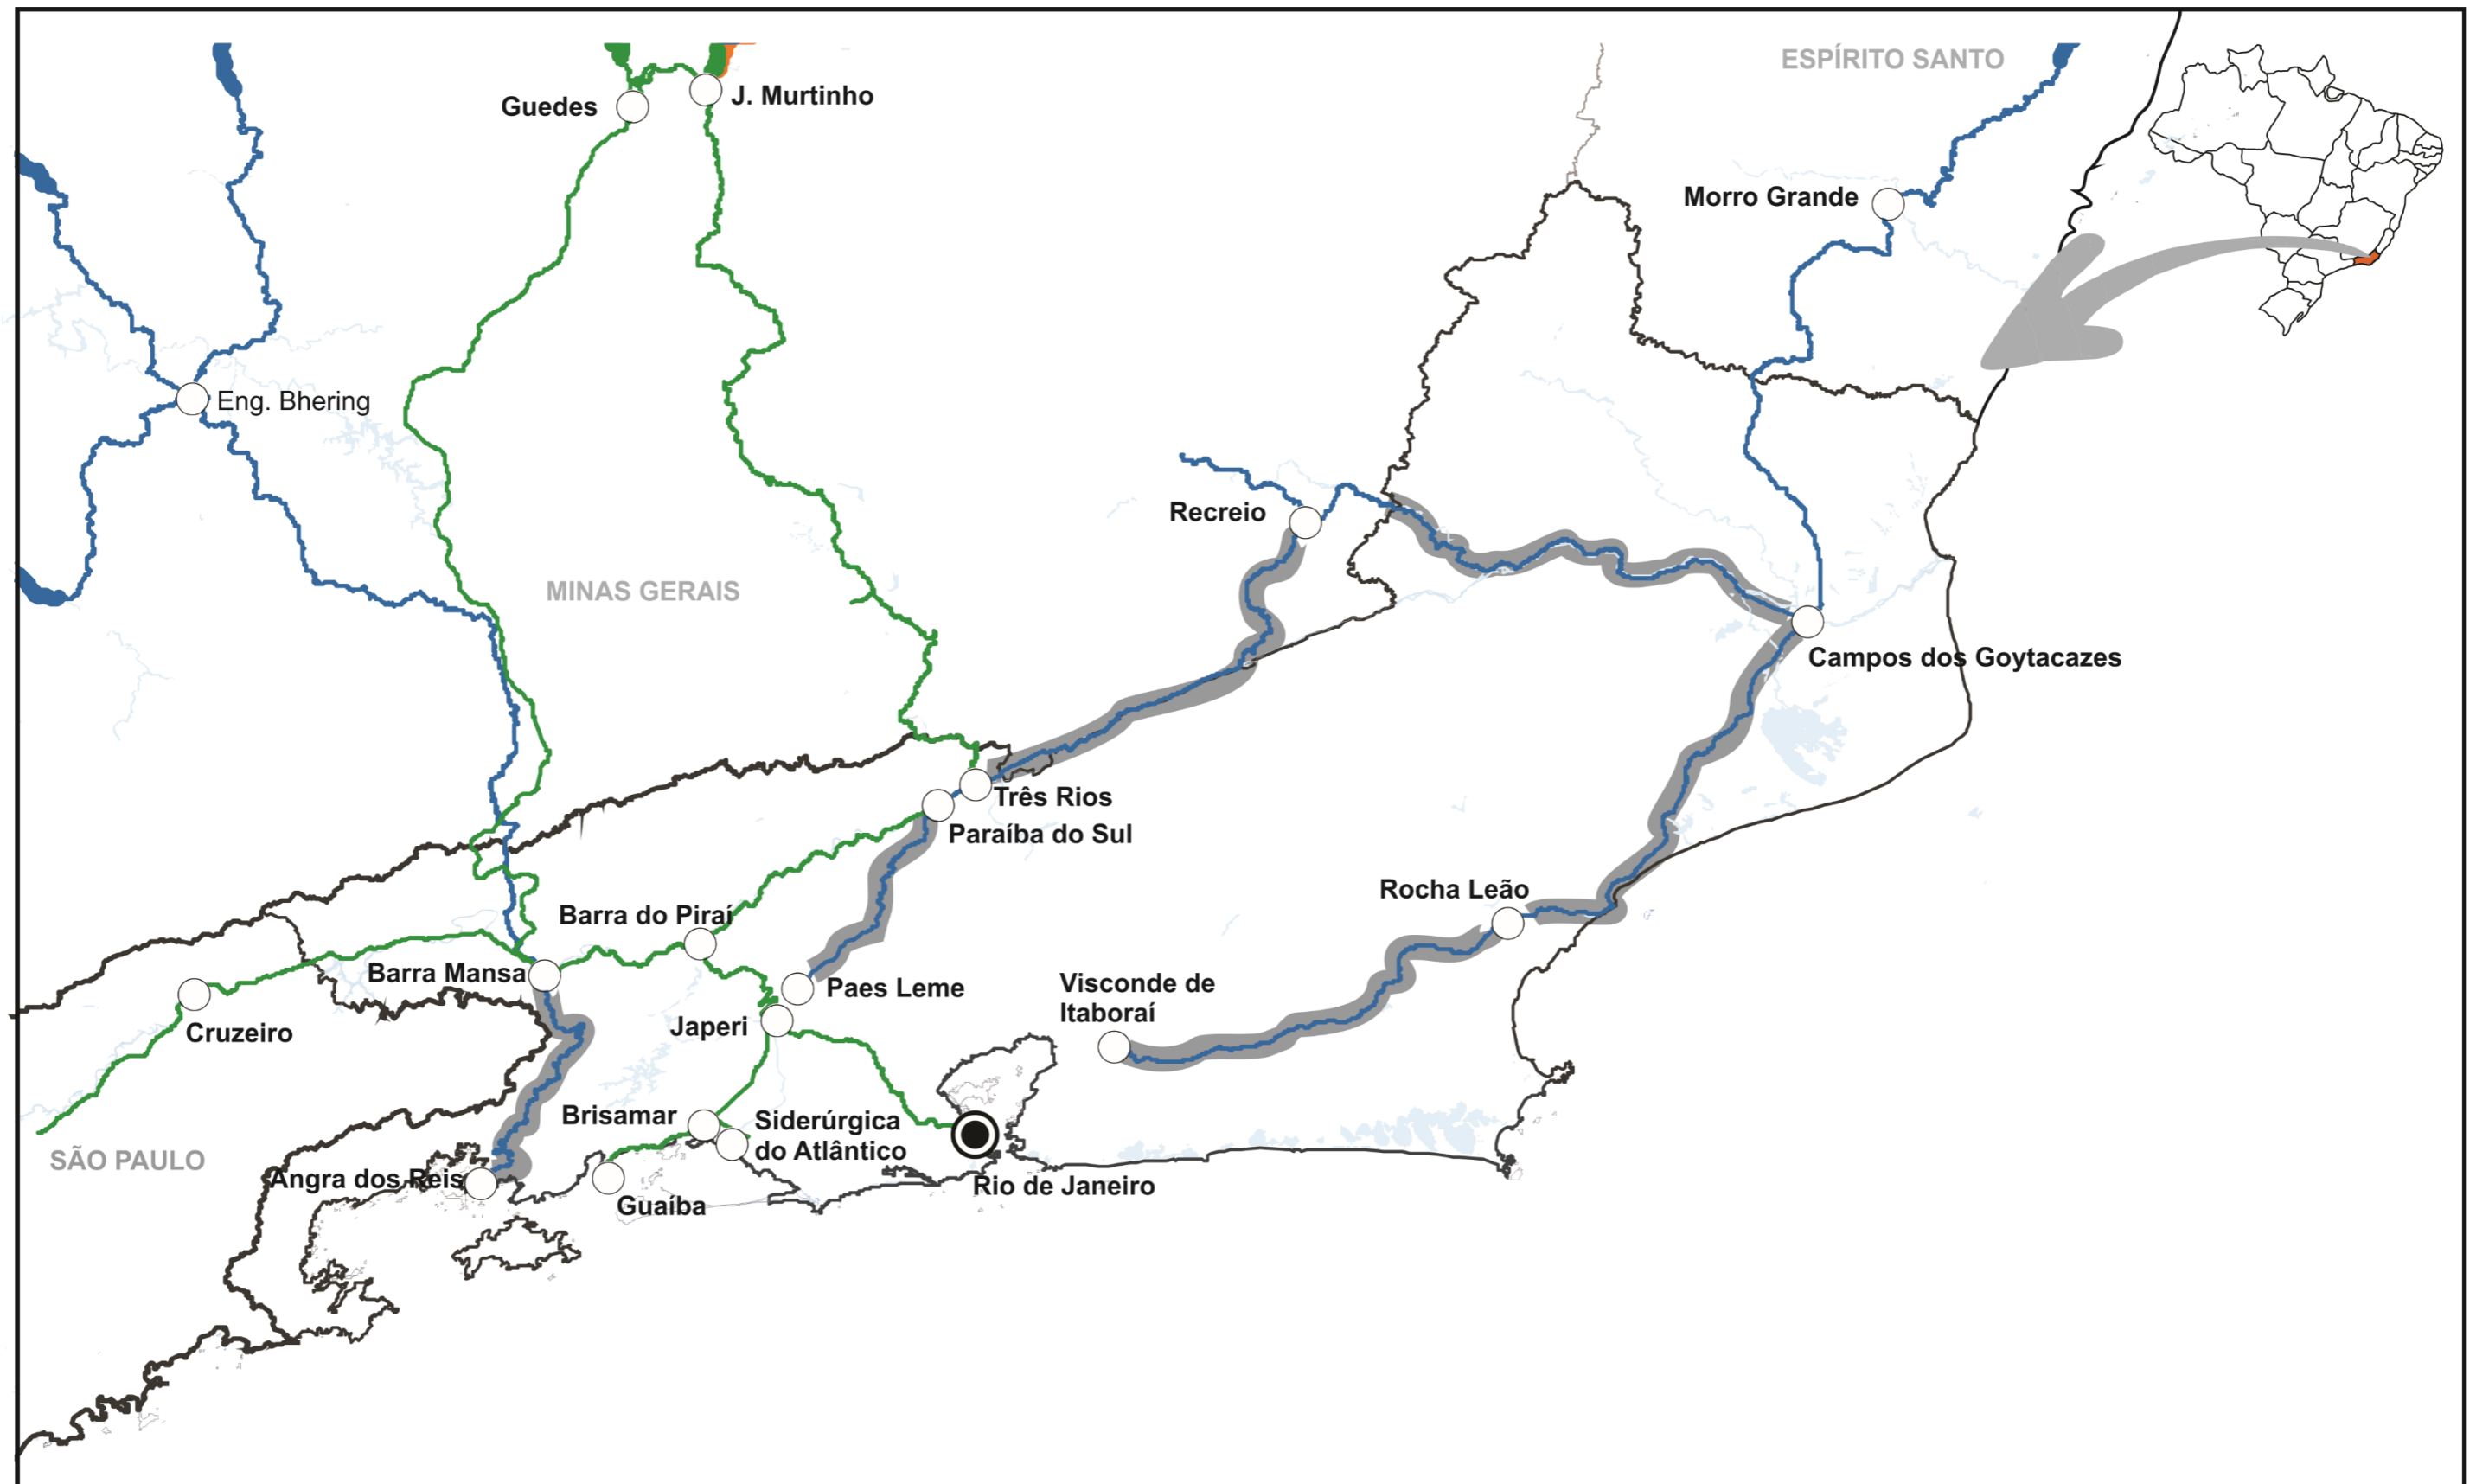 ESPÍRITO SANTO
Guedes
J. Murtinho
Morro Grande
Eng. Bhering
Recreio
MINAS GERAIS
Campos dos Goytacazes
Três Rios
Paraíba do Sul
Rocha Leão
Barra do Piraí
Barra Mansa
Paes Leme
Visconde de
Itaboraí
Cruzeiro
Japeri
Brisamar
Siderúrgica
do Atlântico
SÃO PAULO
Angra dos Reis
Guaíba
Rio de Janeiro